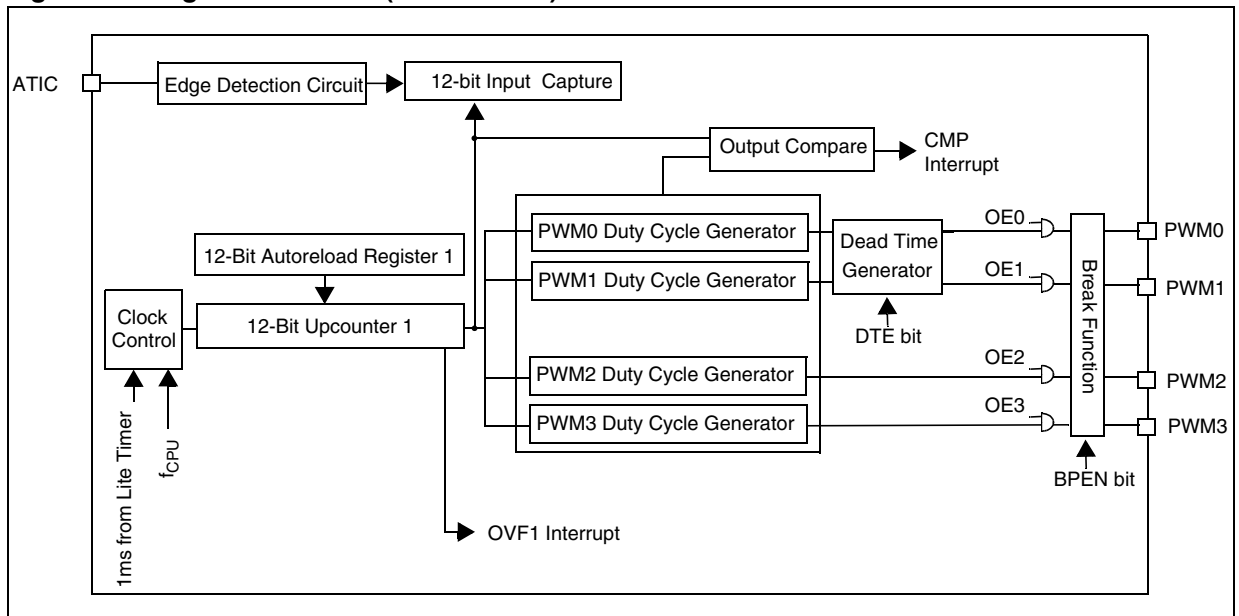 ATIC
Edge Detection Circuit
12-bit Input Capture
Output Compare
CMP
Interrupt
PWM0 Duty Cycle Generator
PWM1 Duty Cycle Generator
PWM2 Duty Cycle Generator
PWM3 Duty Cycle Generator
Dead Time
Generator
DTE bit
OE0
OE1
OE2
OE3
Break Function
BPEN bit
PWM0
PWM1
PWM2
PWM3
12-Bit Autoreload Register 1
12-Bit Upcounter 1
Clock
Control
1ms from Lite Timer
fCPU
OVF1 Interrupt